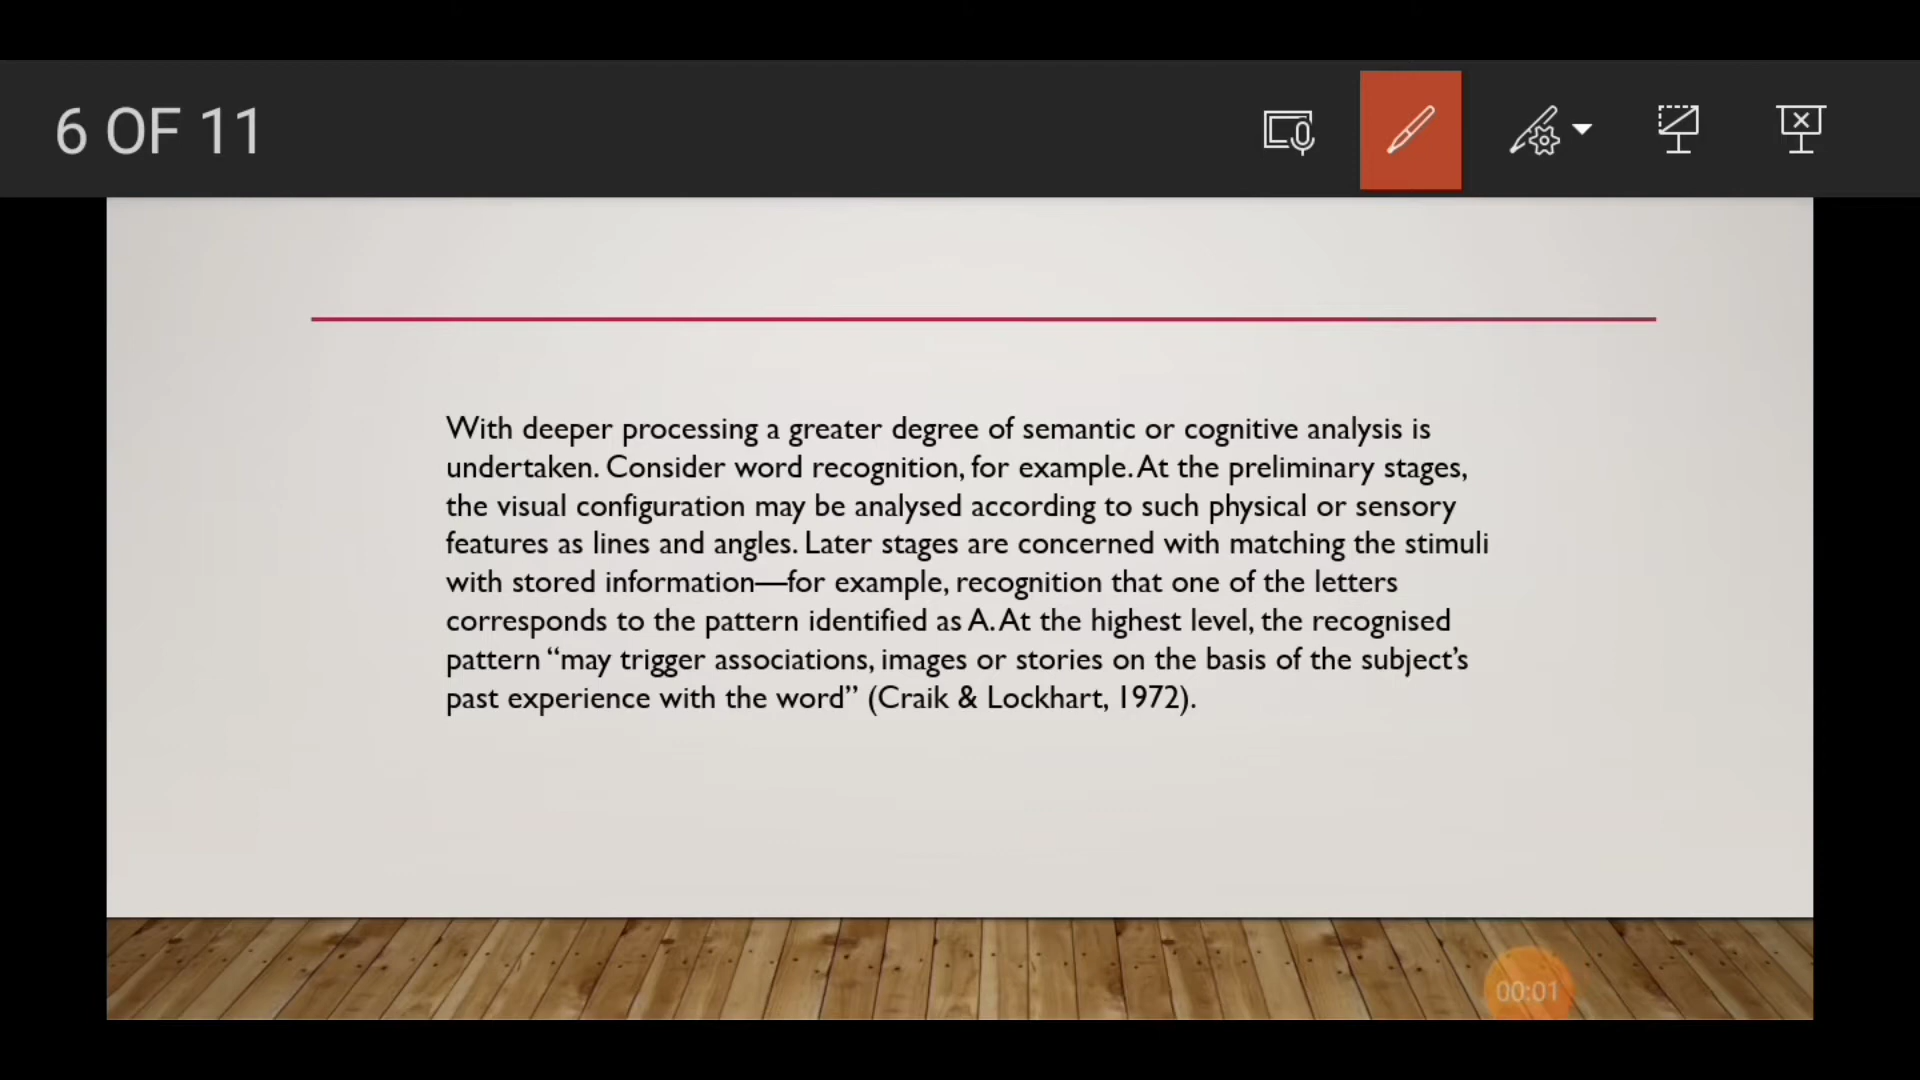 6 OF 11
With deeper processing a greater degree of semantic or cognitive analysis is
undertaken. Consider word recognition, for example. At the preliminary stages,
the visual configuration may be analysed according to such physical or sensory
features as lines and angles. Later stages are concerned with matching the stimuli
with stored information—for example, recognition that one of the letters
corresponds to the pattern identified as A. At the highest level, the recognised
pattern “may trigger associations, images or stories on the basis of the subject’s
past experience with the word” (Craik & Lockhart, 1972).
00:01